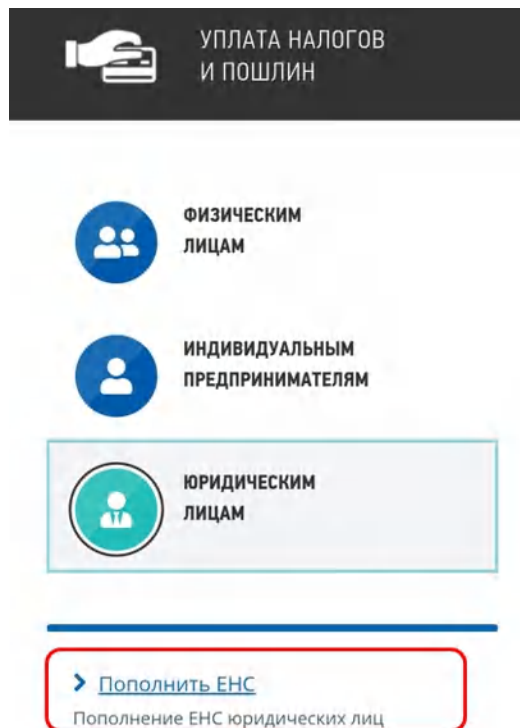 УПЛАТА НАЛОГОВ
И ПОШЛИН
ФИЗИЧЕСКИМ
ЛИЦАМ
ИНДИВИДУАЛЬНЫМ
ПРЕДПРИНИМАТЕЛЯМ
ЮРИДИЧЕСКИМ
ЛИЦАМ
Пополнить ЕНС
Пополнение ЕНС юридических лиц